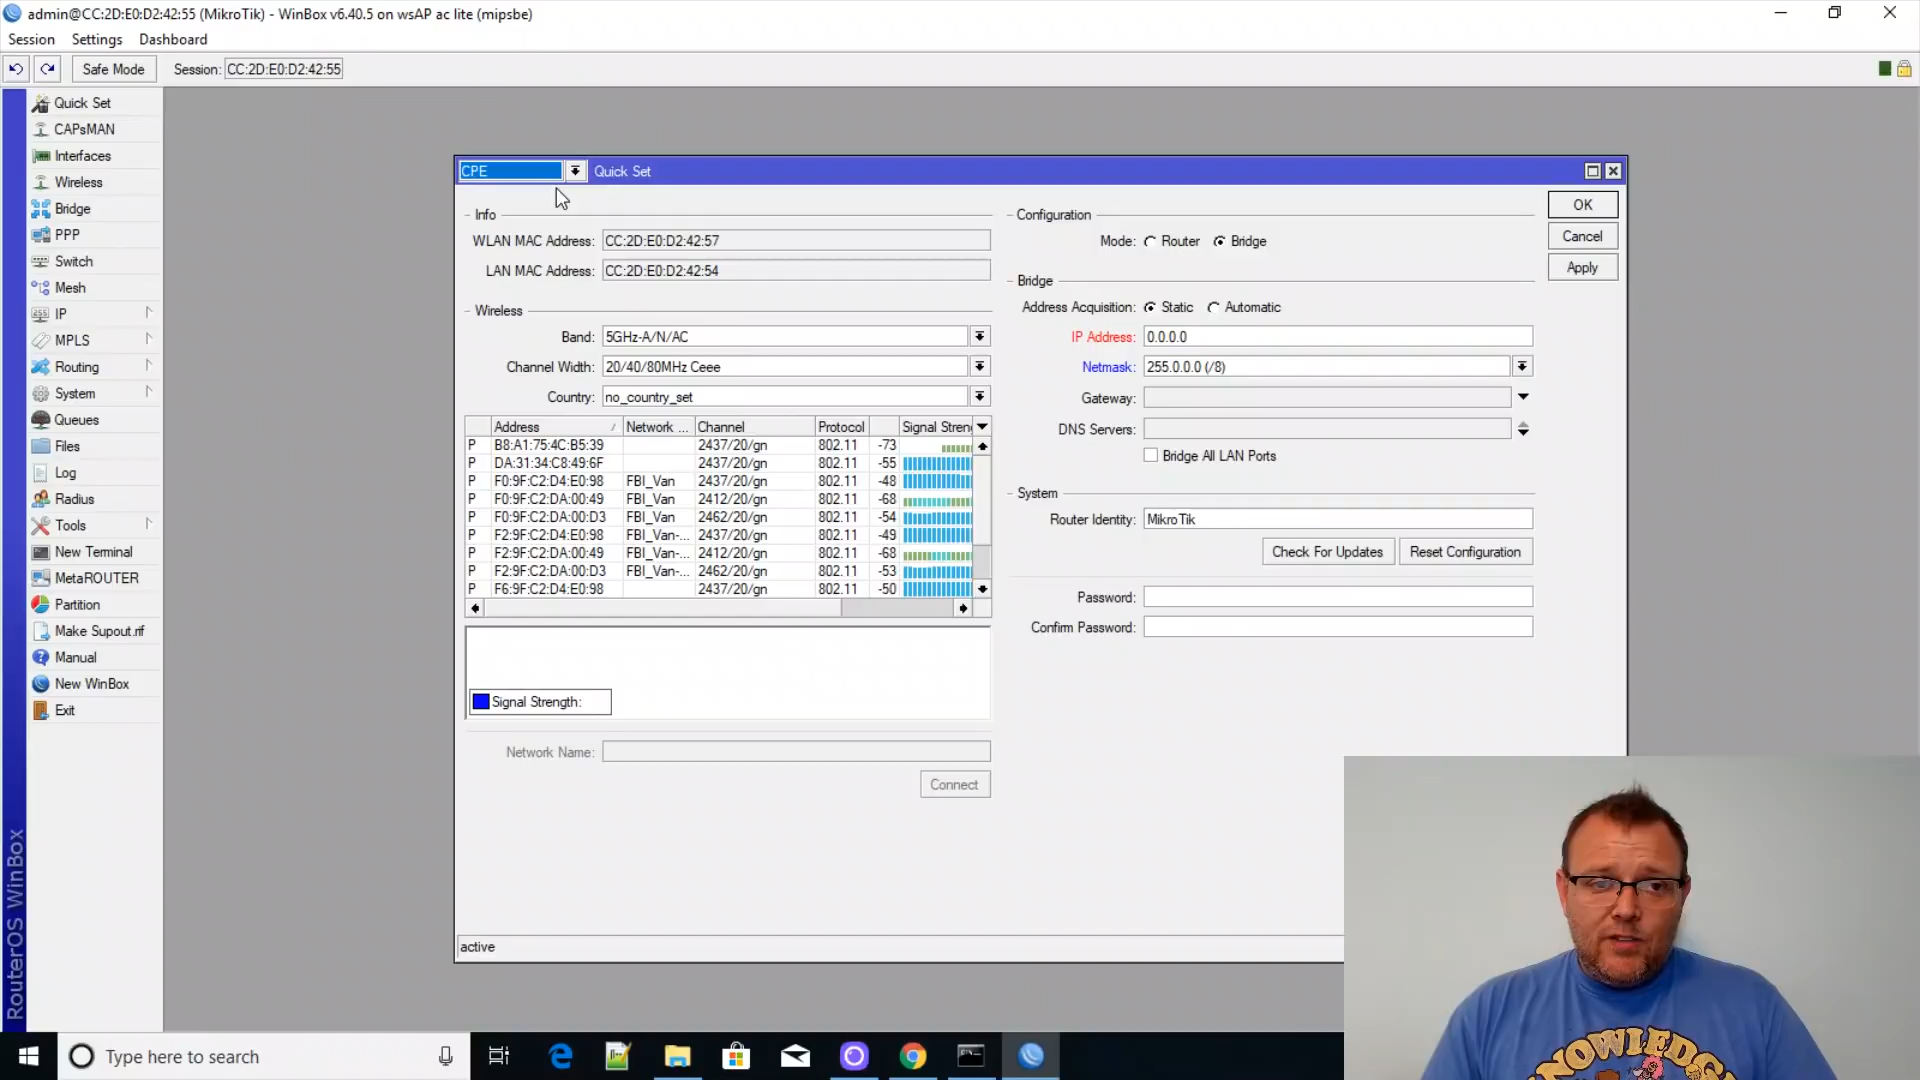 admin@CC:2D:E0:D2:42:55 (MikroTik) - WinBox v6.40.5 on wsAP ac lite (mipsbe)
Session Settings Dashboard
Safe Mode Session: CC:2D:E0:D2:42:55
Quick Set
CAPsMAN
Interfaces
Wireless
Bridge
PPP
Switch
Mesh
IP
MPLS
Routing
System
Queues
Files
Log
Radius
Tools
New Terminal
MetaROUTER
Partition
Make Supout.rif
Manual
New WinBox
Exit
RouterOS WinBox
CPE Quick Set
Info
WLAN MAC Address: CC:2D:E0:D2:42:57
LAN MAC Address: CC:2D:E0:D2:42:54
Wireless
Band: 5GHz-A/N/AC
Channel Width: 20/40/80MHz Ceee
Country: no_country_set
Address Network ... Channel Protocol Signal Stren
P B8:A1:75:4C:B5:39 2437/20/gn 802.11 -73
P DA:31:34:C8:49:6F 2437/20/gn 802.11 -55
P F0:9F:C2:D4:E0:98 FBI_Van 2437/20/gn 802.11 -48
P F0:9F:C2:DA:00:49 FBI_Van 2412/20/gn 802.11 -68
P F0:9F:C2:DA:00:D3 FBI_Van 2462/20/gn 802.11 -54
P F2:9F:C2:D4:E0:98 FBI_Van-... 2437/20/gn 802.11 -49
P F2:9F:C2:DA:00:49 FBI_Van-... 2412/20/gn 802.11 -68
P F2:9F:C2:DA:00:D3 FBI_Van-... 2462/20/gn 802.11 -53
P F6:9F:C2:D4:E0:98 2437/20/gn 802.11 -50
Signal Strength:
Network Name:
Connect
active
Configuration
Mode: Router Bridge
Bridge
Address Acquisition: Static Automatic
IP Address: 0.0.0.0
Netmask: 255.0.0.0 (/8)
Gateway:
DNS Servers:
Bridge All LAN Ports
System
Router Identity: MikroTik
Check For Updates Reset Configuration
Password:
Confirm Password:
OK
Cancel
Apply
Type here to search